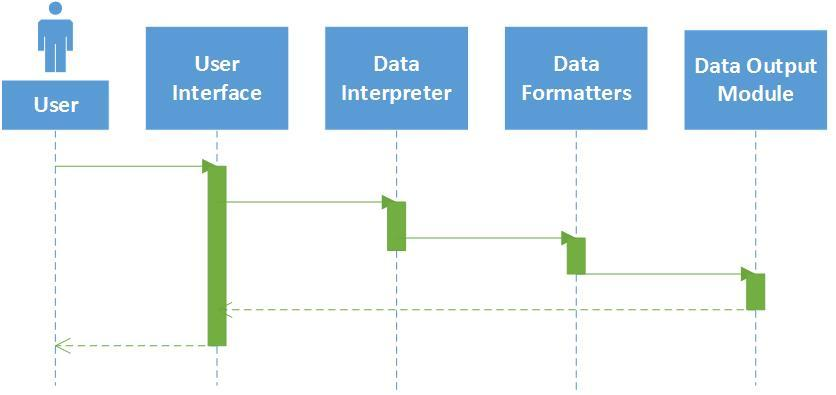 User
User
Interface
Data
Interpreter
Data
Formatters
Data Output
Module